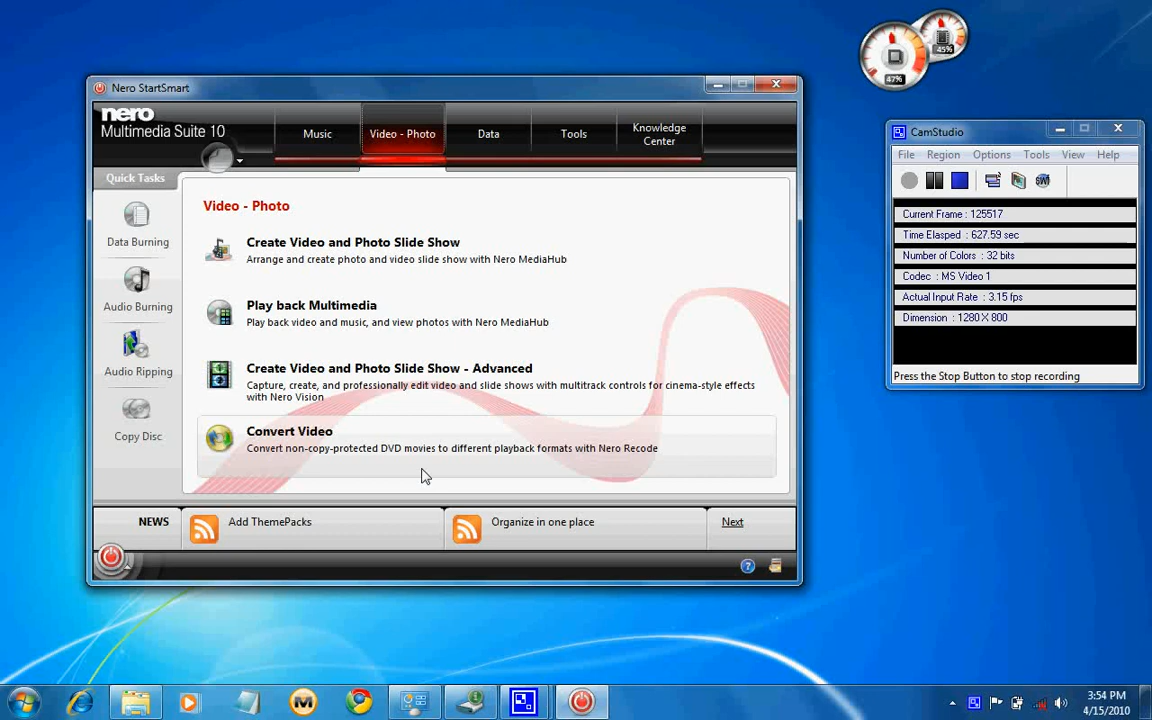 Nero StartSmart
nero
Multimedia Suite 10
Music
Video - Photo
Data
Tools
Knowledge
Center
Quick Tasks
Data Burning
Audio Burning
Audio Ripping
Copy Disc
Video - Photo
Create Video and Photo Slide Show
Arrange and create photo and video slide show with Nero MediaHub
Play back Multimedia
Play back video and music, and view photos with Nero MediaHub
Create Video and Photo Slide Show - Advanced
Capture, create, and professionally edit video and slide shows with multitrack controls for cinema-style effects
with Nero Vision
Convert Video
Convert non-copy-protected DVD movies to different playback formats with Nero Recode
NEWS
Add ThemePacks
Organize in one place
Next
45%
47%
CamStudio
File Region Options Tools View Help
SWF
Current Frame : 125517
Time Elasped : 627.59 sec
Number of Colors : 32 bits
Codec : MS Video 1
Actual Input Rate : 3.15 fps
Dimension : 1280 X 800
Press the Stop Button to stop recording
3:54 PM
4/15/2010